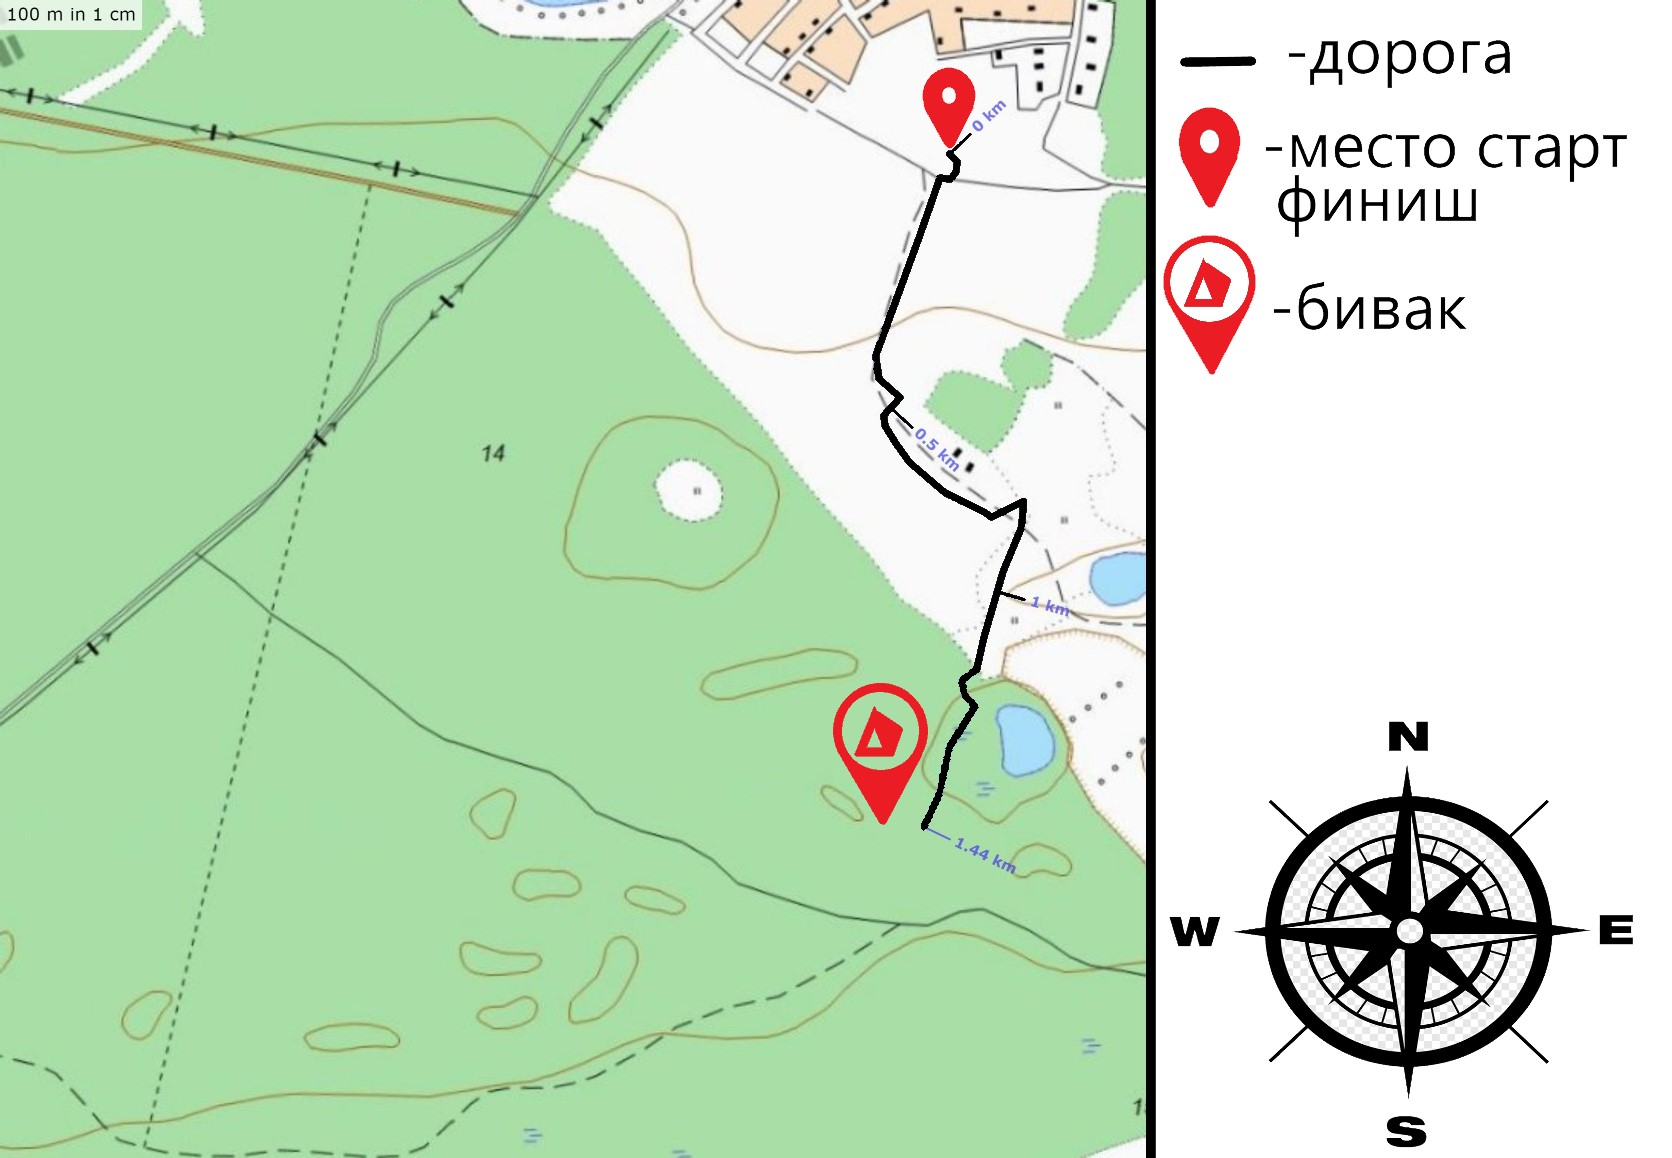 100 m in 1 cm
0 km
14
0.5 km
1 km
1.44 km
-дорога
-место старт
финиш
-бивак
N
W
E
S